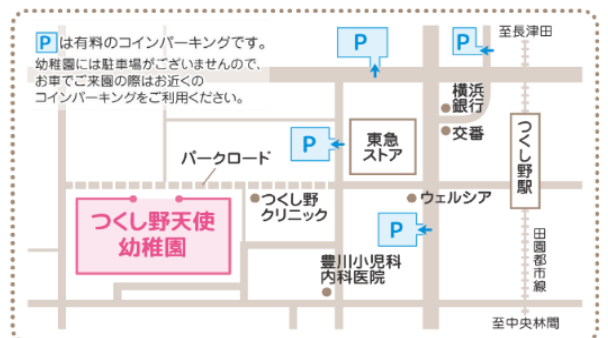 Pは有料のコインパーキングです。
幼稚園には駐車場がございませんので、
お車でご来園の際はお近くの
コインパーキングをご利用ください。
P
P
至長津田
横浜
銀行
交番
P
東急
ストア
つくし野駅
パークロード
つくし野天使
幼稚園
つくし野
クリニック
ウェルシア
P
豊川小児科
内科医院
田園都市線
至中央林間